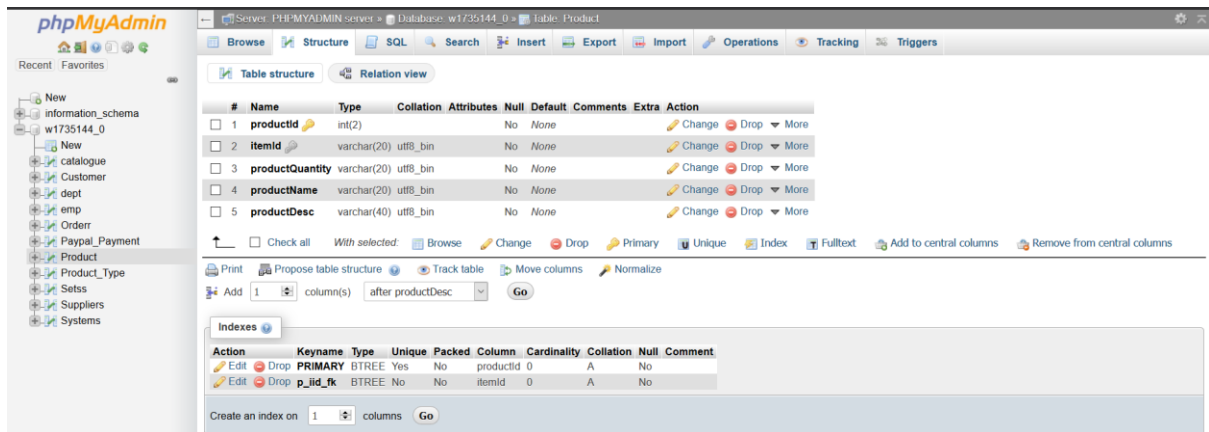 phpMyAdmin
Recent Favorites
New
information_schema
w1735144_0
New
catalogue
Customer
dept
emp
Orderr
Paypal_Payment
Product
Product_Type
Setss
Suppliers
Systems
Server: PHPMYADMIN server » Database: w1735144_0 » Table: Product
Browse Structure SQL Search Insert Export Import Operations Tracking Triggers
Table structure Relation view
# Name Type Collation Attributes Null Default Comments Extra Action
1 productId int(2) No None Change Drop More
2 itemId varchar(20) utf8_bin No None Change Drop More
3 productQuantity varchar(20) utf8_bin No None Change Drop More
4 productName varchar(20) utf8_bin No None Change Drop More
5 productDesc varchar(40) utf8_bin No None Change Drop More
Check all With selected: Browse Change Drop Primary Unique Index Fulltext Add to central columns Remove from central columns
Print Propose table structure Track table Move columns Normalize
Add 1 column(s) after productDesc Go
Indexes
Action Keyname Type Unique Packed Column Cardinality Collation Null Comment
Edit Drop PRIMARY BTREE Yes No productId 0 A No
Edit Drop p_iid_fk BTREE No No itemId 0 A No
Create an index on 1 columns Go